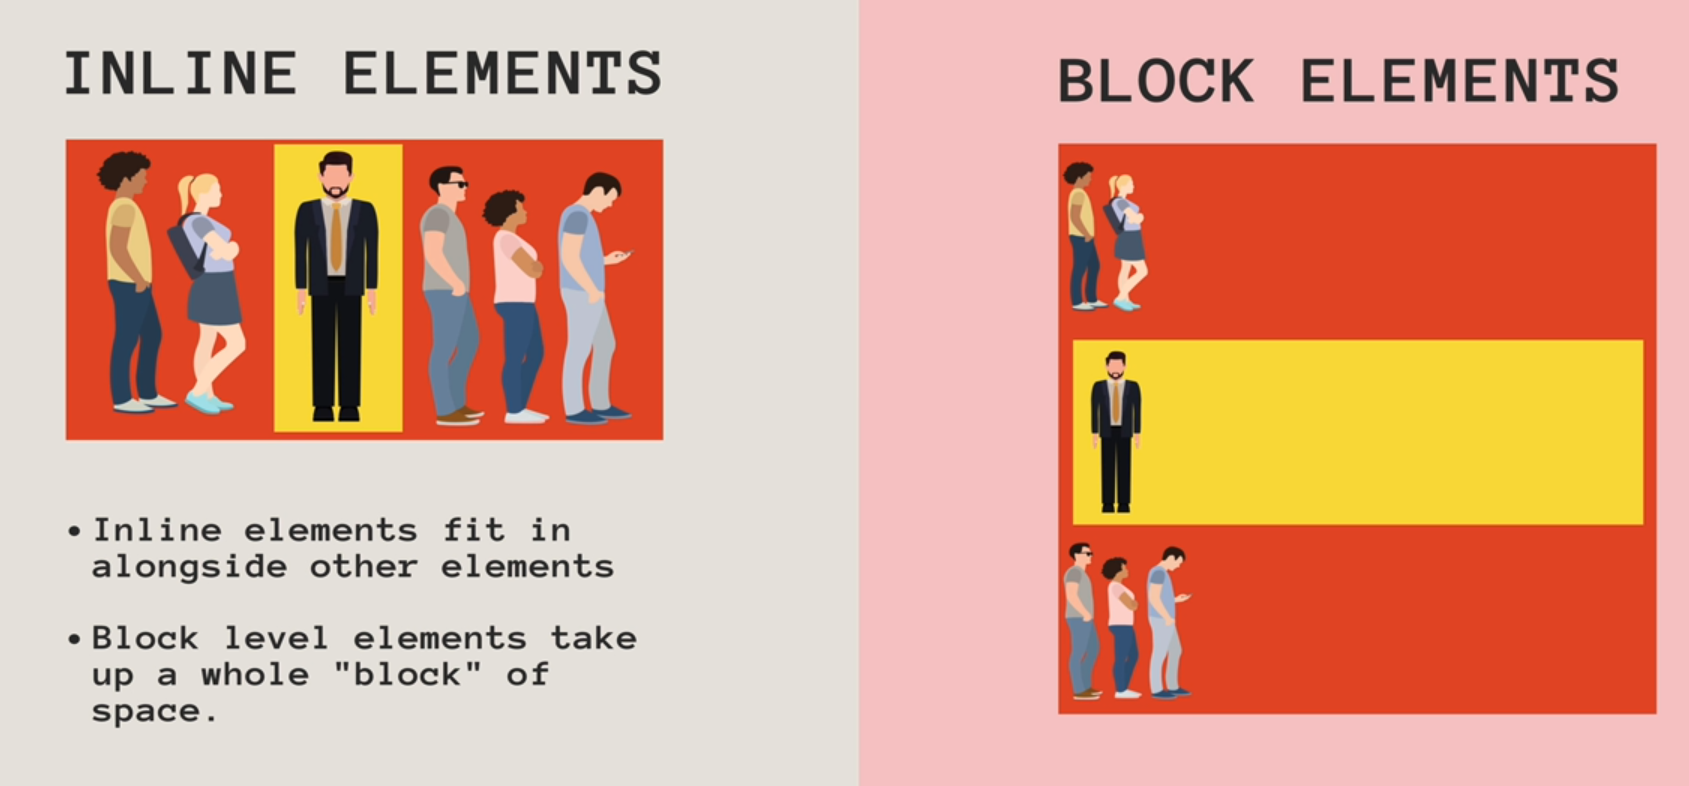 INLINE ELEMENTS
• Inline elements fit in
alongside other elements
• Block level elements take
up a whole "block" of
space.
BLOCK ELEMENTS